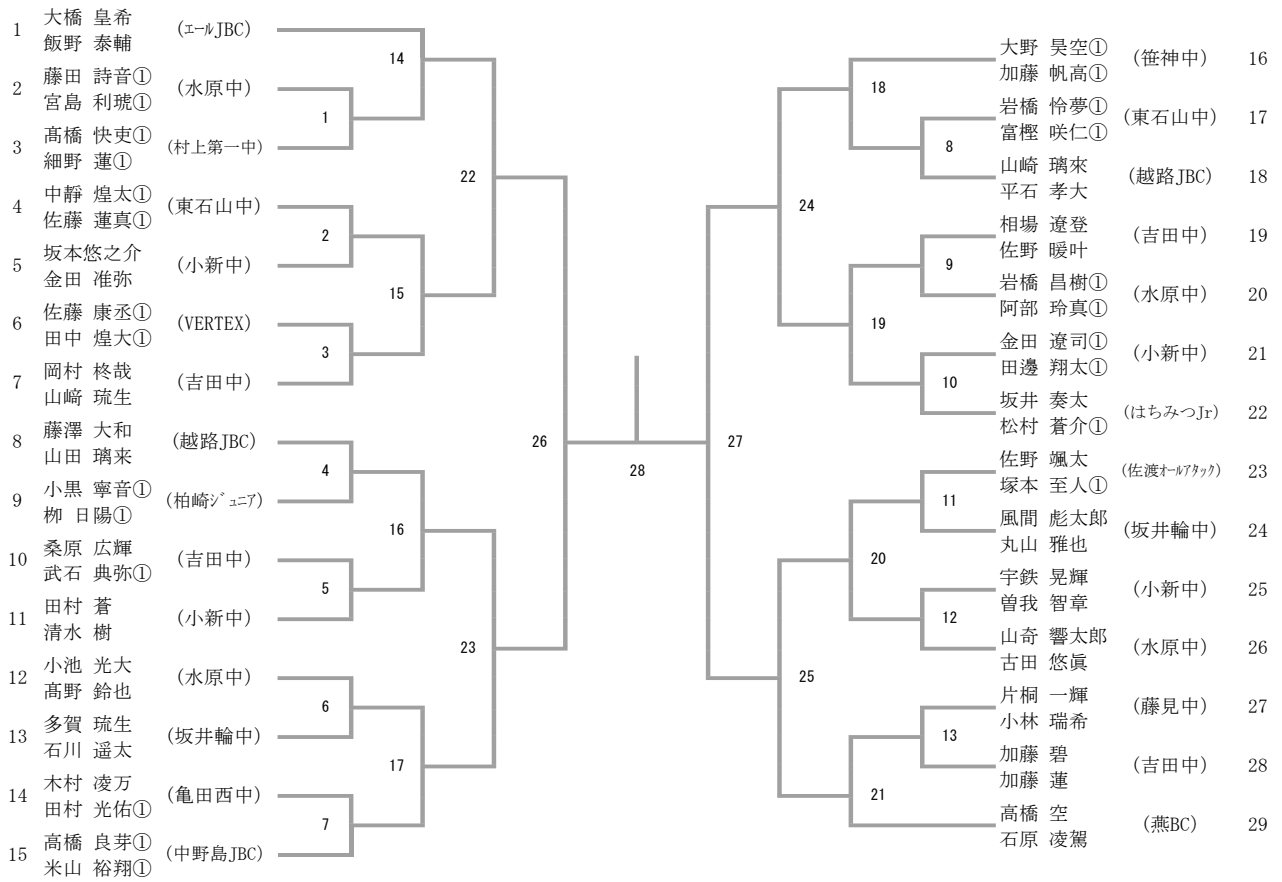 1 大橋 皇希 (エールJBC)
飯野 泰輔
2 藤田 詩音① (水原中)
宮島 利琥①
3 髙橋 快吏① (村上第一中)
細野 蓮①
4 中靜 煌太① (東石山中)
佐藤 蓮真①
5 坂本悠之介 (小新中)
金田 准弥
6 佐藤 康丞① (VERTEX)
田中 煌大①
7 岡村 柊哉 (吉田中)
山﨑 琉生
8 藤澤 大和 (越路JBC)
山田 璃来
9 小黒 寧音① (柏崎ジュニア)
栁 日陽①
10 桑原 広輝 (吉田中)
武石 典弥①
11 田村 蒼 (小新中)
清水 樹
12 小池 光大 (水原中)
髙野 鈴也
13 多賀 琉生 (坂井輪中)
石川 遥太
14 木村 凌万 (亀田西中)
田村 光佑①
15 高橋 良芽① (中野島JBC)
米山 裕翔①
14
1
22
2
15
3
26
4
16
5
23
6
17
7
28
27
18
8
24
9
19
10
11
20
12
25
13
21
大野 昊空① (笹神中) 16
加藤 帆高①
岩橋 怜夢① (東石山中) 17
富樫 咲仁①
山崎 璃來 (越路JBC) 18
平石 孝大
相場 遼登 (吉田中) 19
佐野 暖叶
岩橋 昌樹① (水原中) 20
阿部 玲真①
金田 遼司① (小新中) 21
田邊 翔太①
坂井 奏太 (はちみつJr) 22
松村 蒼介①
佐野 颯太 (佐渡オールアタック) 23
塚本 至人①
風間 彪太郎 (坂井輪中) 24
丸山 雅也
宇鉄 晃輝 (小新中) 25
曽我 智章
山奇 響太郎 (水原中) 26
古田 悠眞
片桐 一輝 (藤見中) 27
小林 瑞希
加藤 碧 (吉田中) 28
加藤 蓮
高橋 空 (燕BC) 29
石原 凌駕